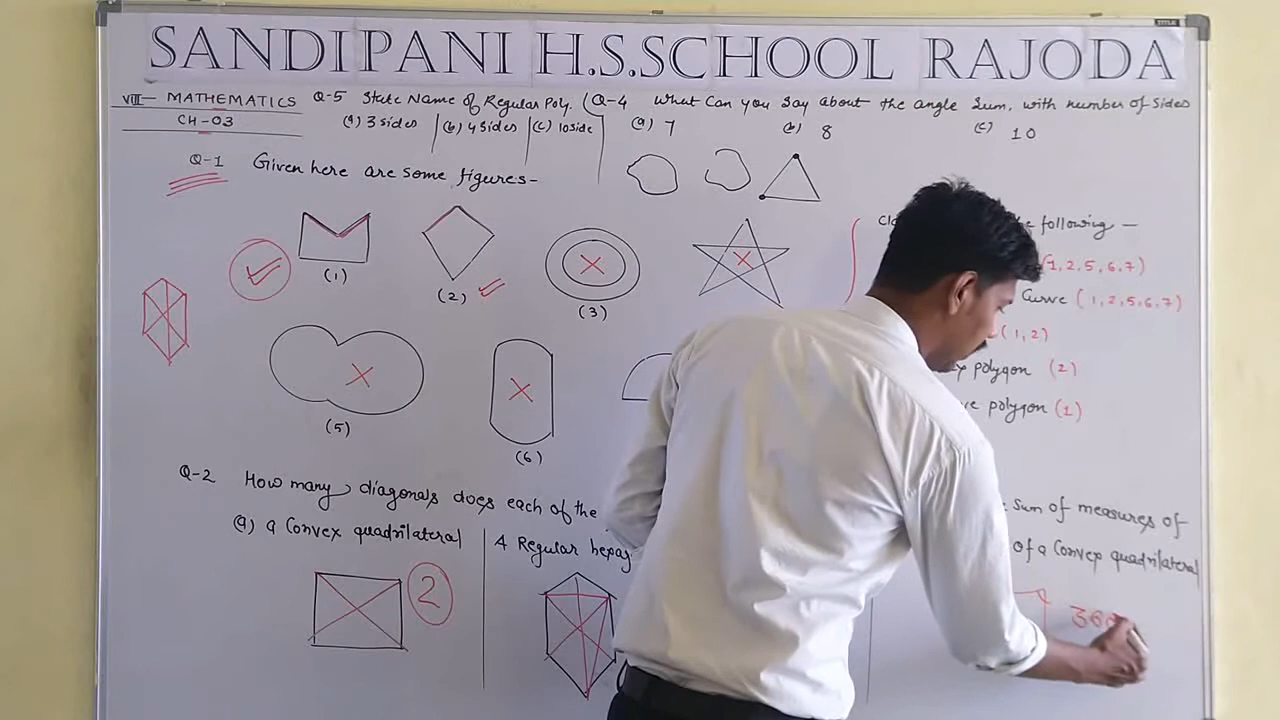 TITLE
SANDIPANI H.S.SCHOOL RAJODA
VIII- MATHEMATICS
CH-03
Q-5 State Name of Regular Poly.
(a) 3 sides (b) 4 sides (c) 10 side
Q-4 What Can you Say about the angle Sum, with number of sides
(a) 7 (b) 8 (c) 10
Q-1 Given here are some figures-
(1)
(2)
(3)
(5)
(6)
the following -
(1, 2, 5, 6, 7)
Curve (1, 2, 5, 6, 7)
(1, 2)
polygon (2)
polygon (1)
Q-2 How many diagonals does each of the
(a) a Convex quadrilateral
2
A Regular
sum of measures of
of a Convex quadrilateral